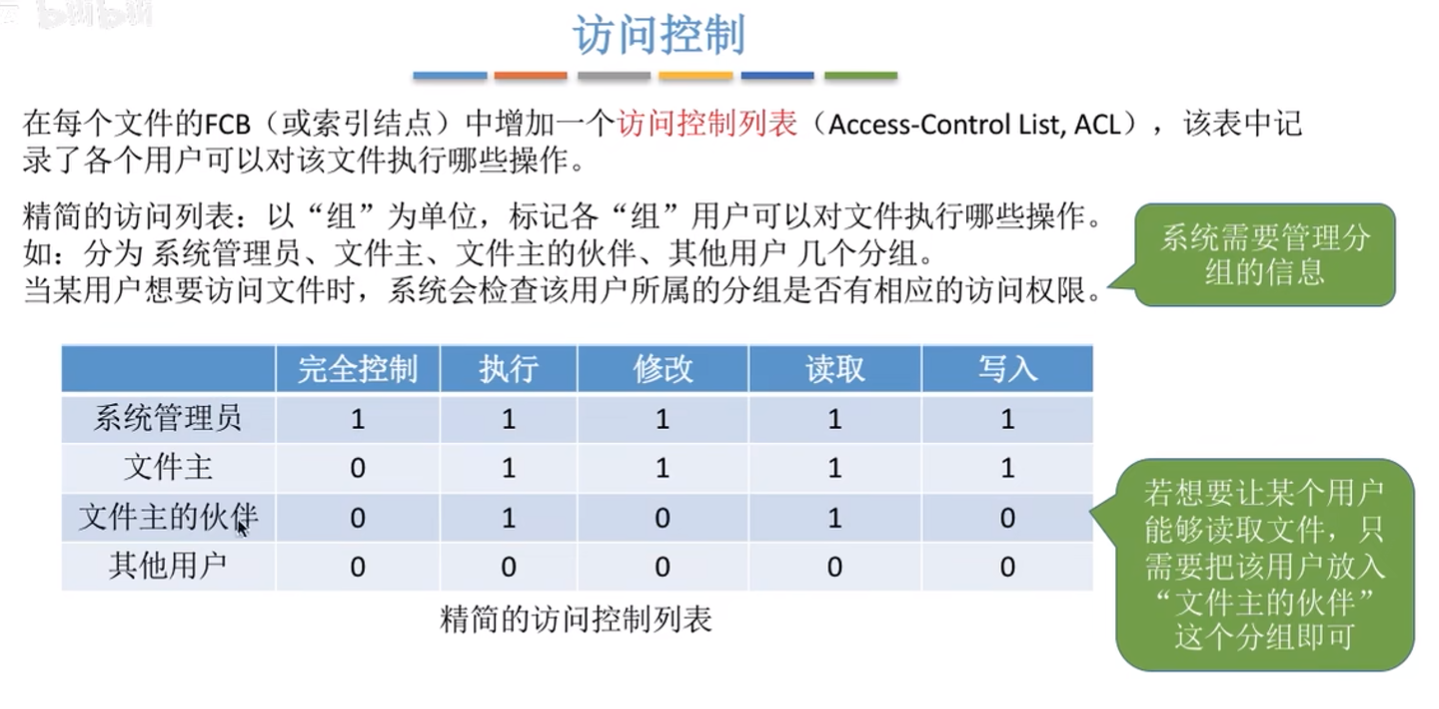 访问控制
在每个文件的FCB（或索引结点）中增加一个访问控制列表（Access-Control List, ACL），该表中记
录了各个用户可以对该文件执行哪些操作。
精简的访问列表：以“组”为单位，标记各“组”用户可以对文件执行哪些操作。
如：分为 系统管理员、文件主、文件主的伙伴、其他用户 几个分组。
当某用户想要访问文件时，系统会检查该用户所属的分组是否有相应的访问权限。
系统需要管理分
组的信息
完全控制 执行 修改 读取 写入
系统管理员 1 1 1 1 1
文件主 0 1 1 1 1
文件主的伙伴 0 1 0 1 0
其他用户 0 0 0 0 0
精简的访问控制列表
若想要让某个用户
能够读取文件，只
需要把该用户放入
“文件主的伙伴”
这个分组即可